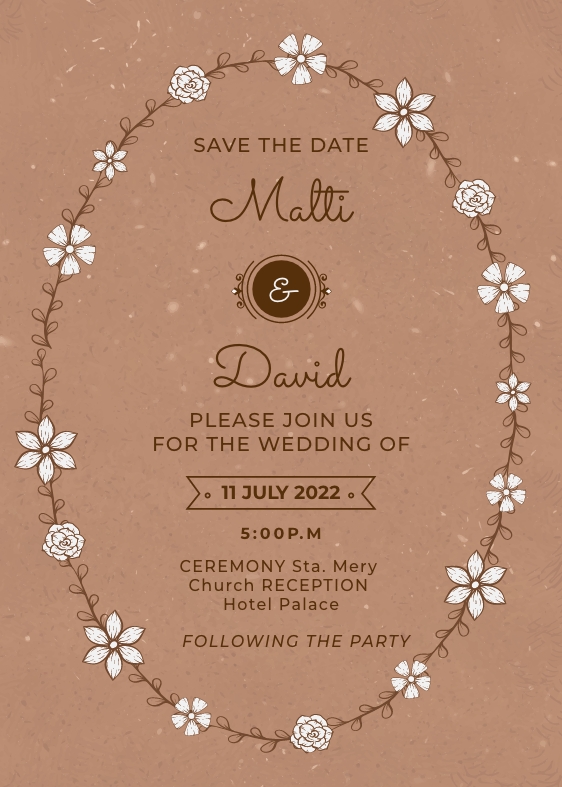 SAVE THE DATE
Malti
&
David
PLEASE JOIN US
FOR THE WEDDING OF
11 JULY 2022
5:00P.M
CEREMONY Sta. Mery
Church RECEPTION
Hotel Palace
FOLLOWING THE PARTY